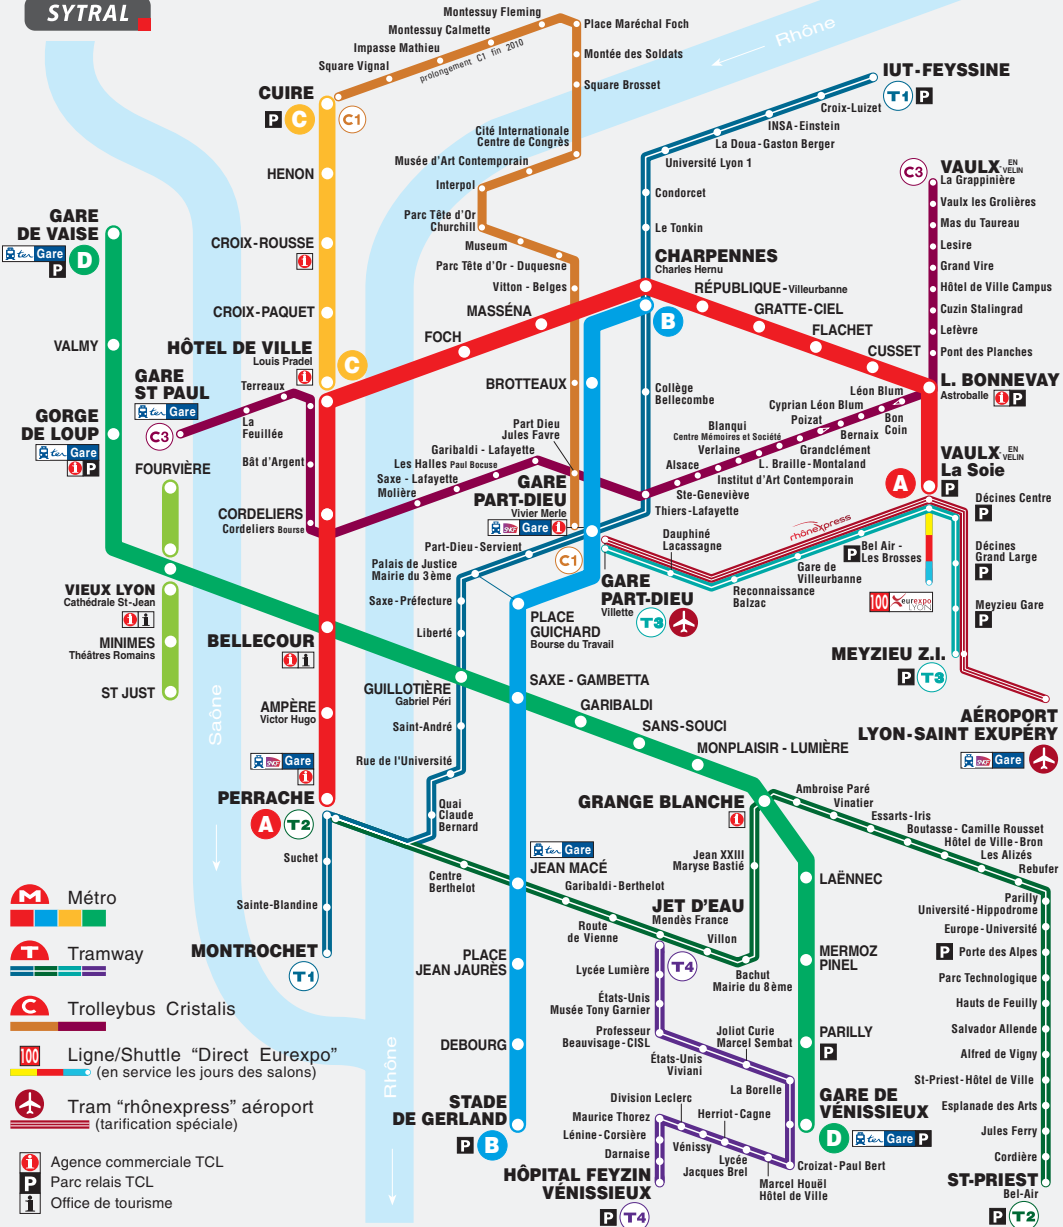 SYTRAL
Montessuy Fleming
Montessuy Calmette
Impasse Mathieu
Square Vignal
prolongement C1 fin 2010
Place Maréchal Foch
Montée des Soldats
Square Brosset
Rhône
IUT-FEYSSINE
T1 P
Croix-Luizet
INSA-Einstein
La Doua-Gaston Berger
Université Lyon 1
Condorcet
Le Tonkin
CUIRE
P C
C1
HENON
CROIX-ROUSSE
CROIX-PAQUET
Cité Internationale
Centre de Congrès
Musée d'Art Contemporain
Interpol
Parc Tête d'Or
Churchill
Museum
Parc Tête d'Or - Duquesne
Vitton - Belges
C3
VAULX-EN VELIN
La Grappinière
Vaulx les Grolières
Mas du Taureau
Lesire
Grand Vire
Hôtel de Ville Campus
Cuzin Stalingrad
Lefèvre
Pont des Planches
GARE
DE VAISE
ter Gare
P
D
VALMY
CHARPENNES
Charles Hernu
B
RÉPUBLIQUE-Villeurbanne
GRATTE-CIEL
FLACHET
CUSSET
MASSÉNA
FOCH
HÔTEL DE VILLE
Louis Pradel
C
L. BONNEVAY
Astroballe
P
GARE
ST PAUL
ter Gare
C3
Terreaux
La
Feuillée
Bât d'Argent
GORGE
DE LOUP
ter Gare
P
BROTTEAUX
Collège
Bellecombe
Léon Blum
Cyprian Léon Blum
Poizat
Bon
Coin
Bernaix
Grandclément
Blanqui
Centre Mémoires et Société
Verlaine
L. Braille-Montaland
Alsace
Institut d'Art Contemporain
Ste-Geneviève
Thiers-Lafayette
Part Dieu
Jules Favre
Garibaldi - Lafayette
Les Halles Paul Bocuse
Saxe - Lafayette
Molière
GARE
PART-DIEU
Vivier Merle
SNCF Gare
C1
FOURVIÈRE
CORDELIERS
Cordeliers Bourse
VAULX-EN VELIN
La Soie
P
A
Décines Centre
P
Décines
Grand Large
P
Meyzieu Gare
P
rhônexpress
Dauphiné
Lacassagne
P Bel Air -
Les Brosses
Gare de
Villeurbanne
Reconnaissance
Balzac
100 eurexpo
LYON
Part-Dieu-Servient
Palais de Justice
Mairie du 3ème
Saxe-Préfecture
Liberté
GARE
PART-DIEU
Villette
T3
PLACE
GUICHARD
Bourse du Travail
VIEUX LYON
Cathédrale St-Jean
MINIMES
Théâtres Romains
ST JUST
BELLECOUR
MEYZIEU Z.I.
P T3
AÉROPORT
LYON-SAINT EXUPÉRY
SNCF Gare
Saône
AMPÈRE
Victor Hugo
GUILLOTIÈRE
Gabriel Péri
Saint-André
Rue de l'Université
SAXE - GAMBETTA
GARIBALDI
SANS-SOUCI
MONPLAISIR - LUMIÈRE
SNCF Gare
PERRACHE
A T2
Quai
Claude
Bernard
GRANGE BLANCHE
Ambroise Paré
Vinatier
Essarts-Iris
Boutasse - Camille Rousset
Hôtel de Ville-Bron
Les Alizés
Rebufer
Suchet
Sainte-Blandine
MONTROCHET
T1
Centre
Berthelot
ter Gare
JEAN MACÉ
Garibaldi-Berthelot
Route
de Vienne
Jean XXIII
Maryse Bastié
JET D'EAU
Mendès France
Villon
T4
Bachut
Mairie du 8ème
LAËNNEC
Parilly
Université-Hippodrome
Europe-Université
P Porte des Alpes
Parc Technologique
Hauts de Feuilly
Salvador Allende
Alfred de Vigny
St-Priest-Hôtel de Ville
Esplanade des Arts
Jules Ferry
Cordière
ST-PRIEST
Bel-Air
P T2
MERMOZ
PINEL
PARILLY
P
GARE DE
VÉNISSIEUX
D ter Gare P
PLACE
JEAN JAURÈS
DEBOURG
STADE
DE GERLAND
P B
Rhône
Lycée Lumière
États-Unis
Musée Tony Garnier
Professeur
Beauvisage-CISL
États-Unis
Viviani
Joliot Curie
Marcel Sembat
La Borelle
Division Leclerc
Maurice Thorez
Herriot-Cagne
Lénine-Corsière
Vénissy
Darnaise
Lycée
Jacques Brel
Croizat-Paul Bert
Marcel Houël
Hôtel de Ville
HÔPITAL FEYZIN
VÉNISSIEUX
P T4
M Métro
T Tramway
C Trolleybus Cristalis
100 Ligne/Shuttle “Direct Eurexpo”
(en service les jours des salons)
Tram “rhônexpress” aéroport
(tarification spéciale)
i Agence commerciale TCL
P Parc relais TCL
i Office de tourisme